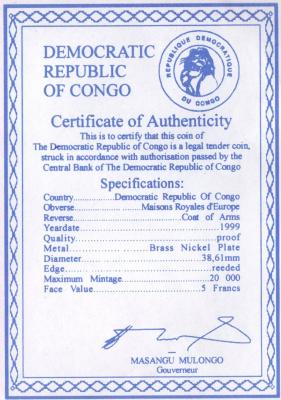 DEMOCRATIC
REPUBLIC
OF CONGO
REPUBLIQUE DEMOCRATIQUE
DU CONGO
Certificate of Authenticity
This is to certify that this coin of
The Democratic Republic of Congo is a legal tender coin,
struck in accordance with authorisation passed by the
Central Bank of The Democratic Republic of Congo
Specifications:
Country...............Democratic Republic Of Congo
Obverse..................Maisons Royales d'Europe
Reverse............................Coat of Arms
Yeardate....................................1999
Quality....................................proof
Metal......................Brass Nickel Plate
Diameter................................38,61mm
Edge......................................reeded
Maximum Mintage........................20 000
Face Value............................5 Francs
MASANGU MULONGO
Gouverneur